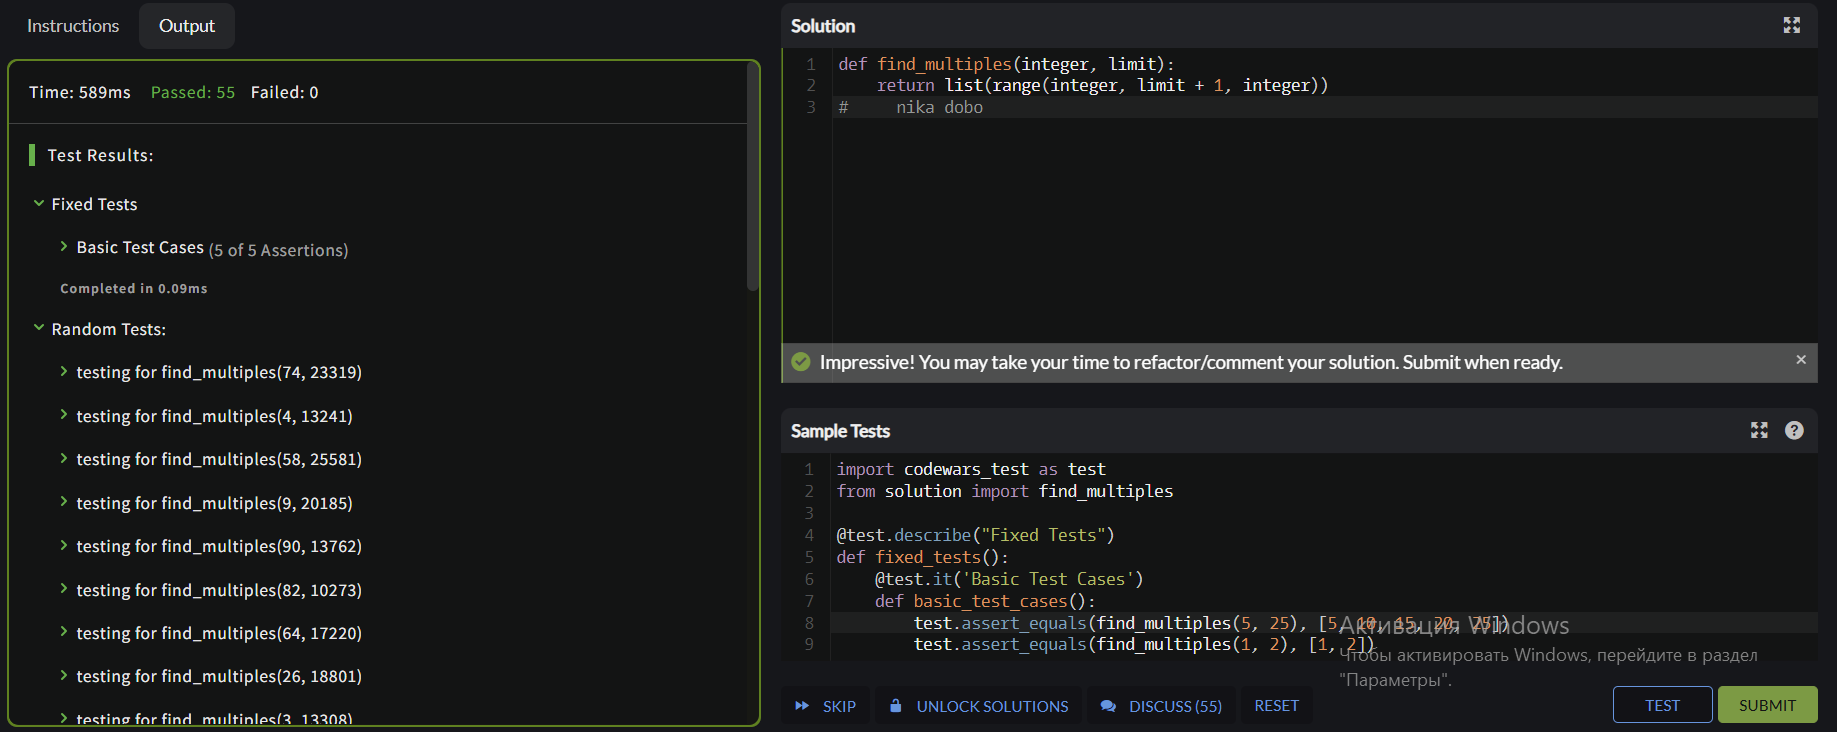 Instructions Output
Time: 589ms Passed: 55 Failed: 0
Test Results:
Fixed Tests
Basic Test Cases (5 of 5 Assertions)
Completed in 0.09ms
Random Tests:
testing for find_multiples(74, 23319)
testing for find_multiples(4, 13241)
testing for find_multiples(58, 25581)
testing for find_multiples(9, 20185)
testing for find_multiples(90, 13762)
testing for find_multiples(82, 10273)
testing for find_multiples(64, 17220)
testing for find_multiples(26, 18801)
testing for find_multiples(3, 13308)
Solution
1 def find_multiples(integer, limit):
2     return list(range(integer, limit + 1, integer))
3 #     nika dobo
Impressive! You may take your time to refactor/comment your solution. Submit when ready. ×
Sample Tests ?
1 import codewars_test as test
2 from solution import find_multiples
3
4 @test.describe("Fixed Tests")
5 def fixed_tests():
6     @test.it('Basic Test Cases')
7     def basic_test_cases():
8         test.assert_equals(find_multiples(5, 25), [5, 10, 15, 20, 25])
9         test.assert_equals(find_multiples(1, 2), [1, 2])
Активация Windows
Чтобы активировать Windows, перейдите в раздел
"Параметры".
SKIP UNLOCK SOLUTIONS DISCUSS (55) RESET TEST SUBMIT